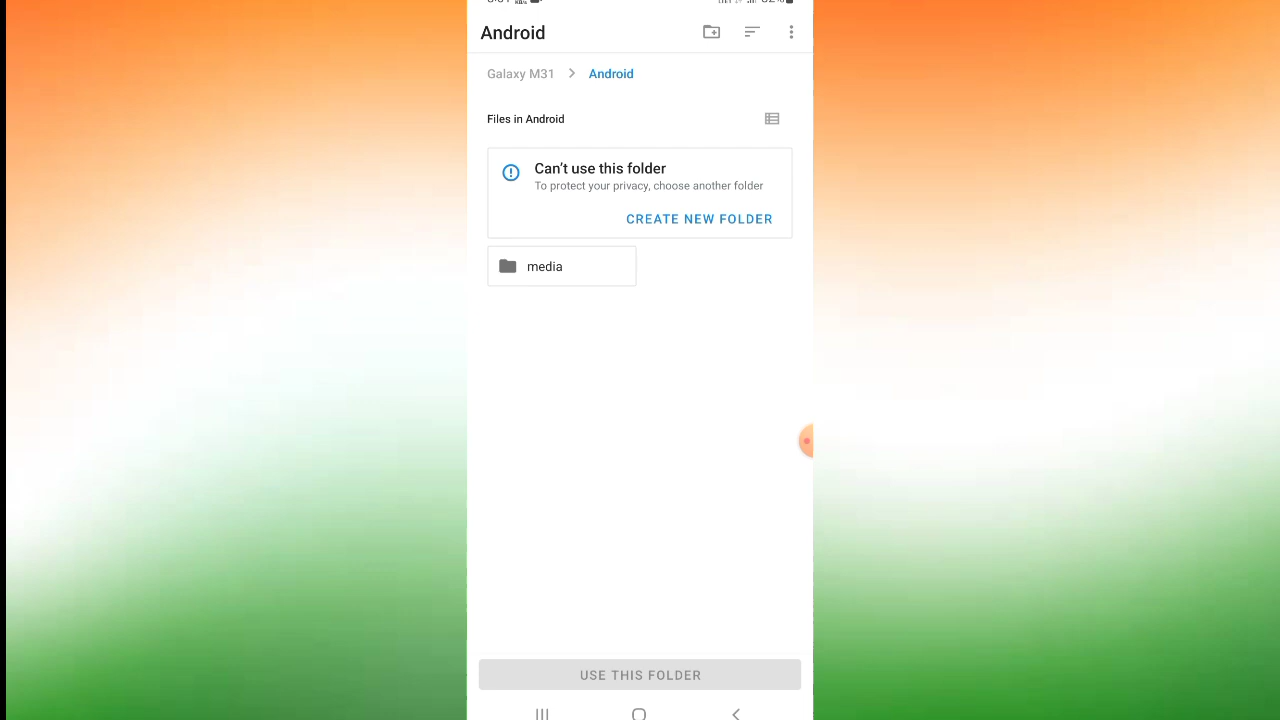 Android
Galaxy M31 > Android
Files in Android
Can't use this folder
To protect your privacy, choose another folder
CREATE NEW FOLDER
media
USE THIS FOLDER